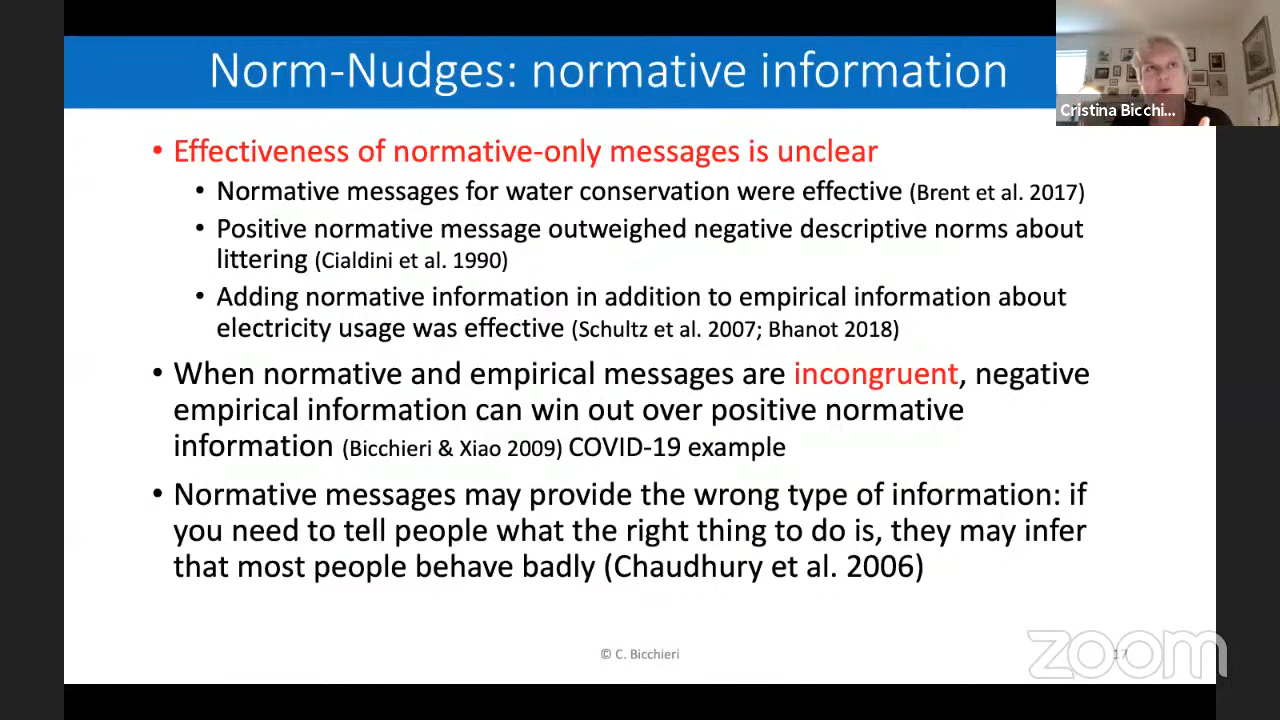 Norm-Nudges: normative information
Cristina Bicchi...
• Effectiveness of normative-only messages is unclear
• Normative messages for water conservation were effective (Brent et al. 2017)
• Positive normative message outweighed negative descriptive norms about
littering (Cialdini et al. 1990)
• Adding normative information in addition to empirical information about
electricity usage was effective (Schultz et al. 2007; Bhanot 2018)
• When normative and empirical messages are incongruent, negative
empirical information can win out over positive normative
information (Bicchieri & Xiao 2009) COVID-19 example
• Normative messages may provide the wrong type of information: if
you need to tell people what the right thing to do is, they may infer
that most people behave badly (Chaudhury et al. 2006)
© C. Bicchieri
17
zoom